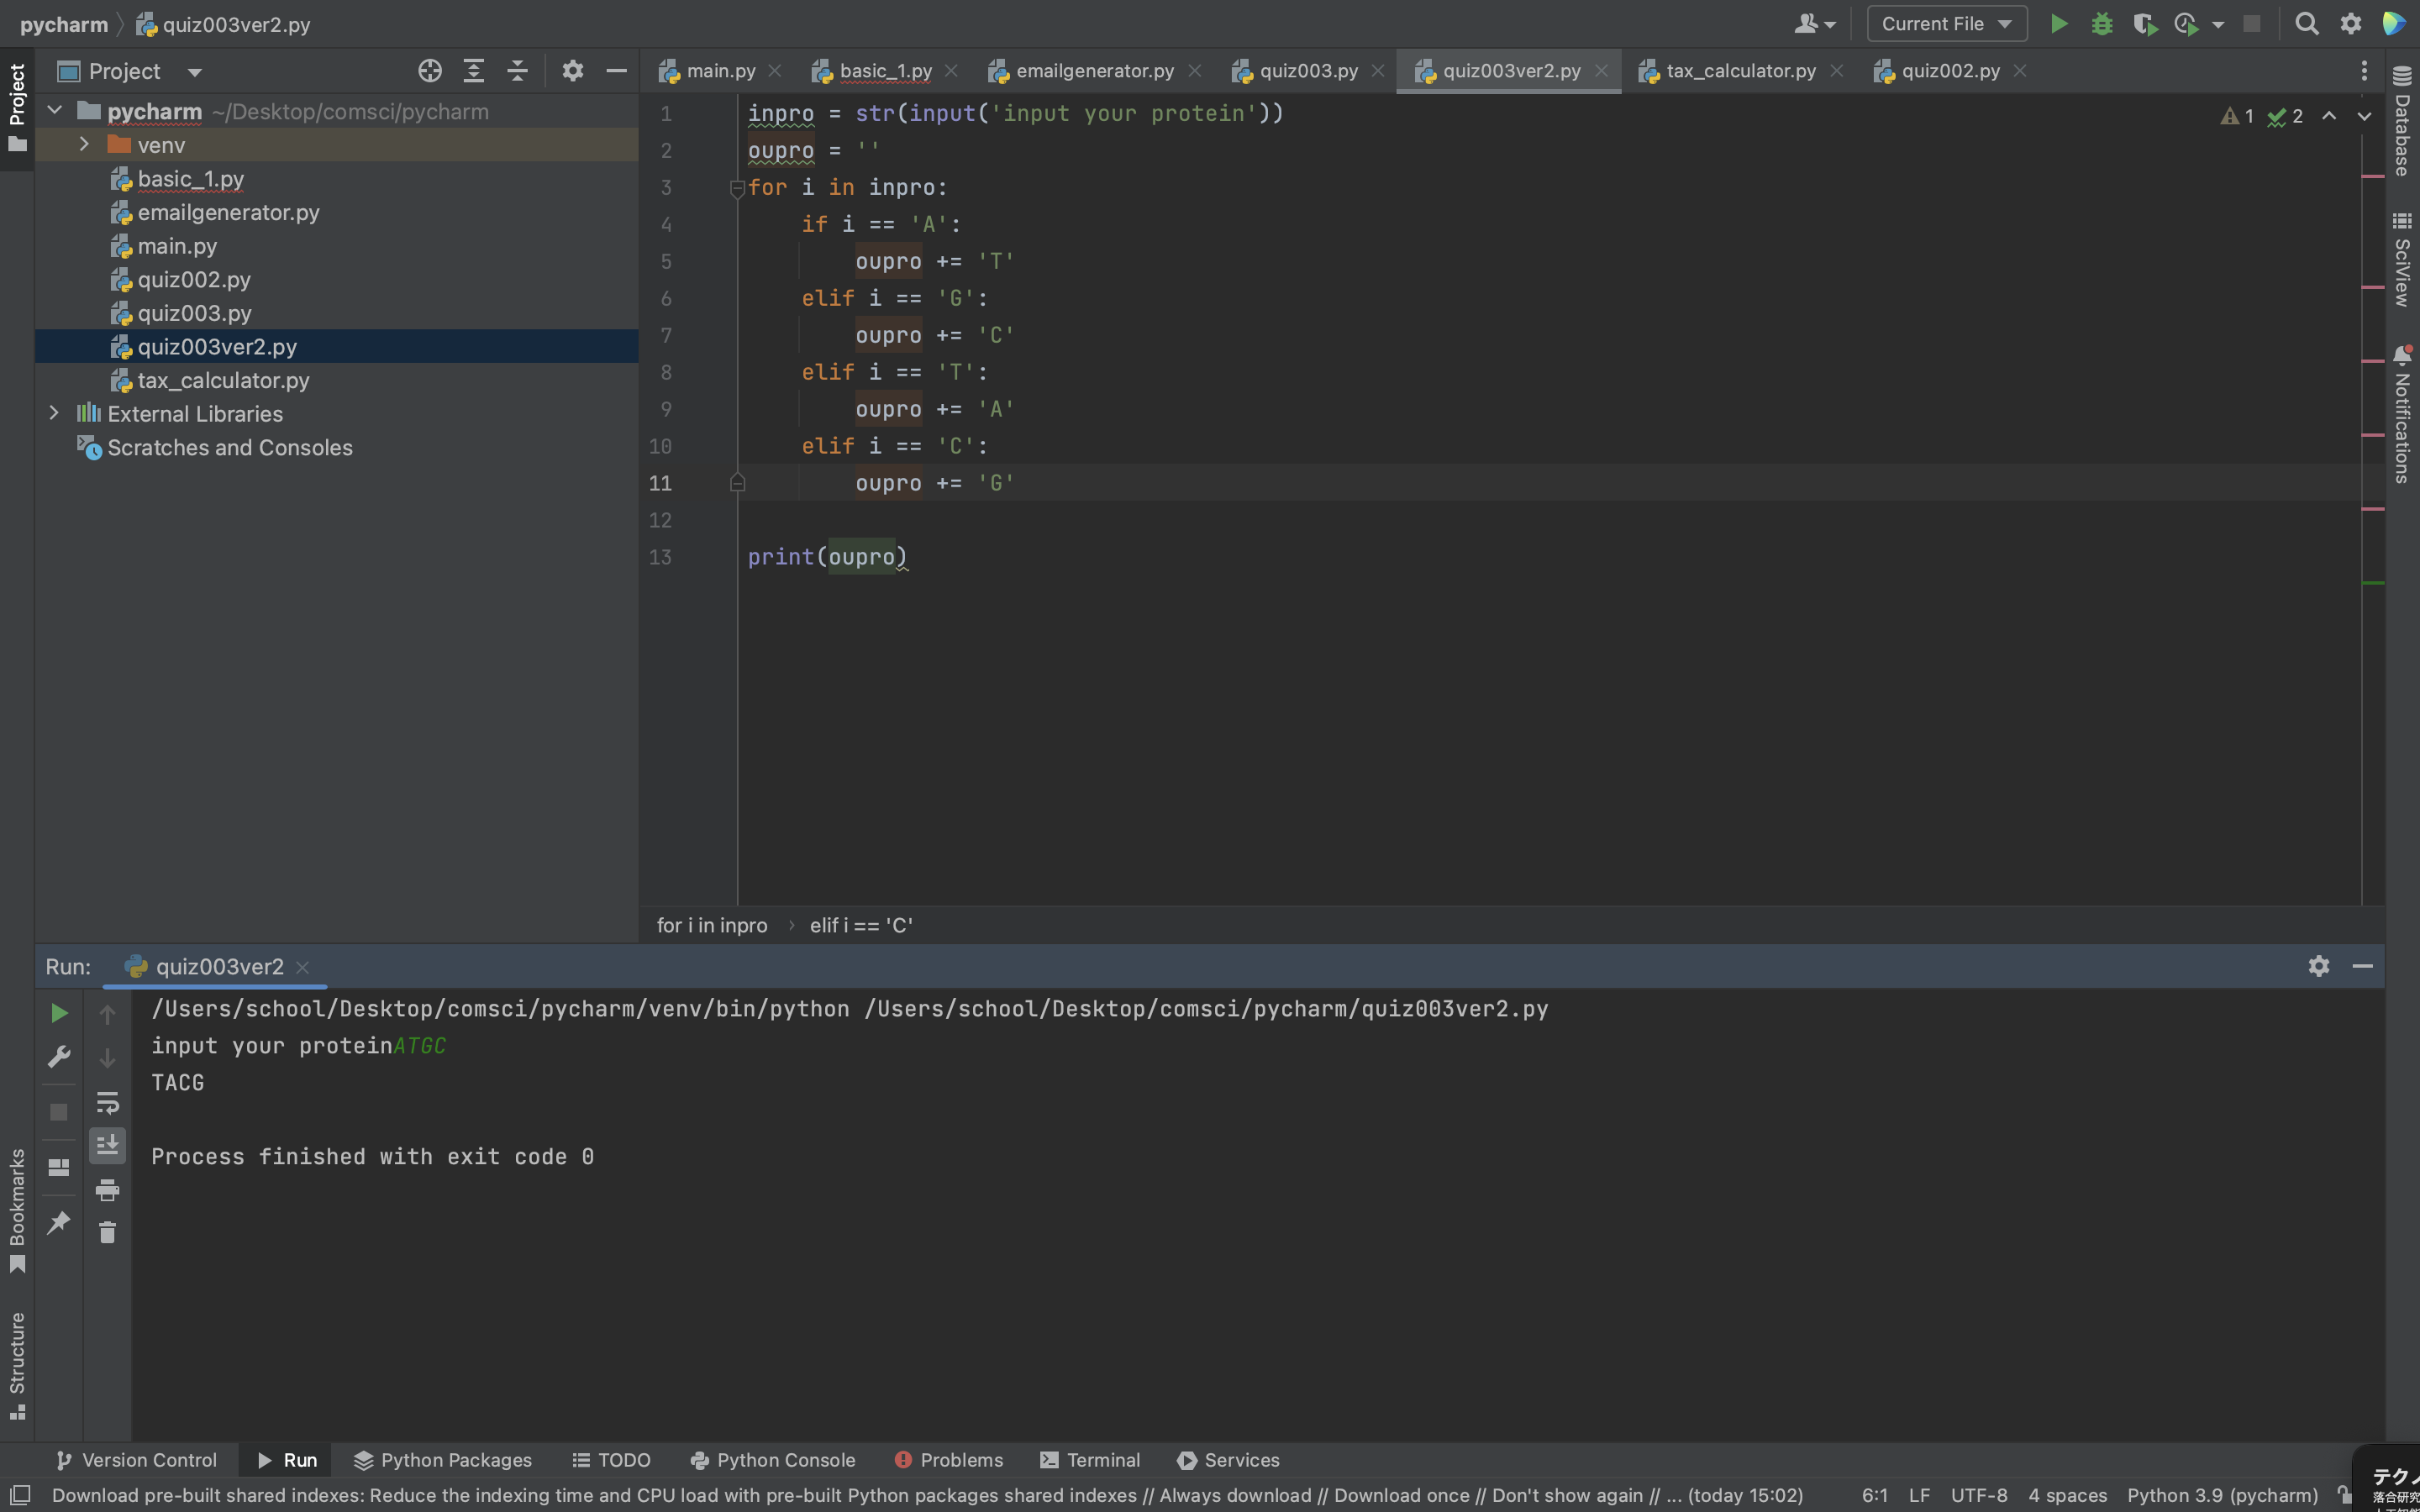 pycharm quiz003ver2.py Current File
Project
Project main.py basic_1.py emailgenerator.py quiz003.py quiz003ver2.py tax_calculator.py quiz002.py
pycharm ~/Desktop/comsci/pycharm
venv
basic_1.py
emailgenerator.py
main.py
quiz002.py
quiz003.py
quiz003ver2.py
tax_calculator.py
External Libraries
Scratches and Consoles
1 inpro = str(input('input your protein'))
2 oupro = ''
3 for i in inpro:
4 if i == 'A':
5 oupro += 'T'
6 elif i == 'G':
7 oupro += 'C'
8 elif i == 'T':
9 oupro += 'A'
10 elif i == 'C':
11 oupro += 'G'
12
13 print(oupro)
1 2
Database
SciView
Notifications
for i in inpro elif i == 'C'
Run: quiz003ver2
/Users/school/Desktop/comsci/pycharm/venv/bin/python /Users/school/Desktop/comsci/pycharm/quiz003ver2.py
input your proteinATGC
TACG
Process finished with exit code 0
Bookmarks
Structure
Version Control Run Python Packages TODO Python Console Problems Terminal Services
Download pre-built shared indexes: Reduce the indexing time and CPU load with pre-built Python packages shared indexes // Always download // Download once // Don't show again // ... (today 15:02) 6:1 LF UTF-8 4 spaces Python 3.9 (pycharm)
テクノ
落合研究